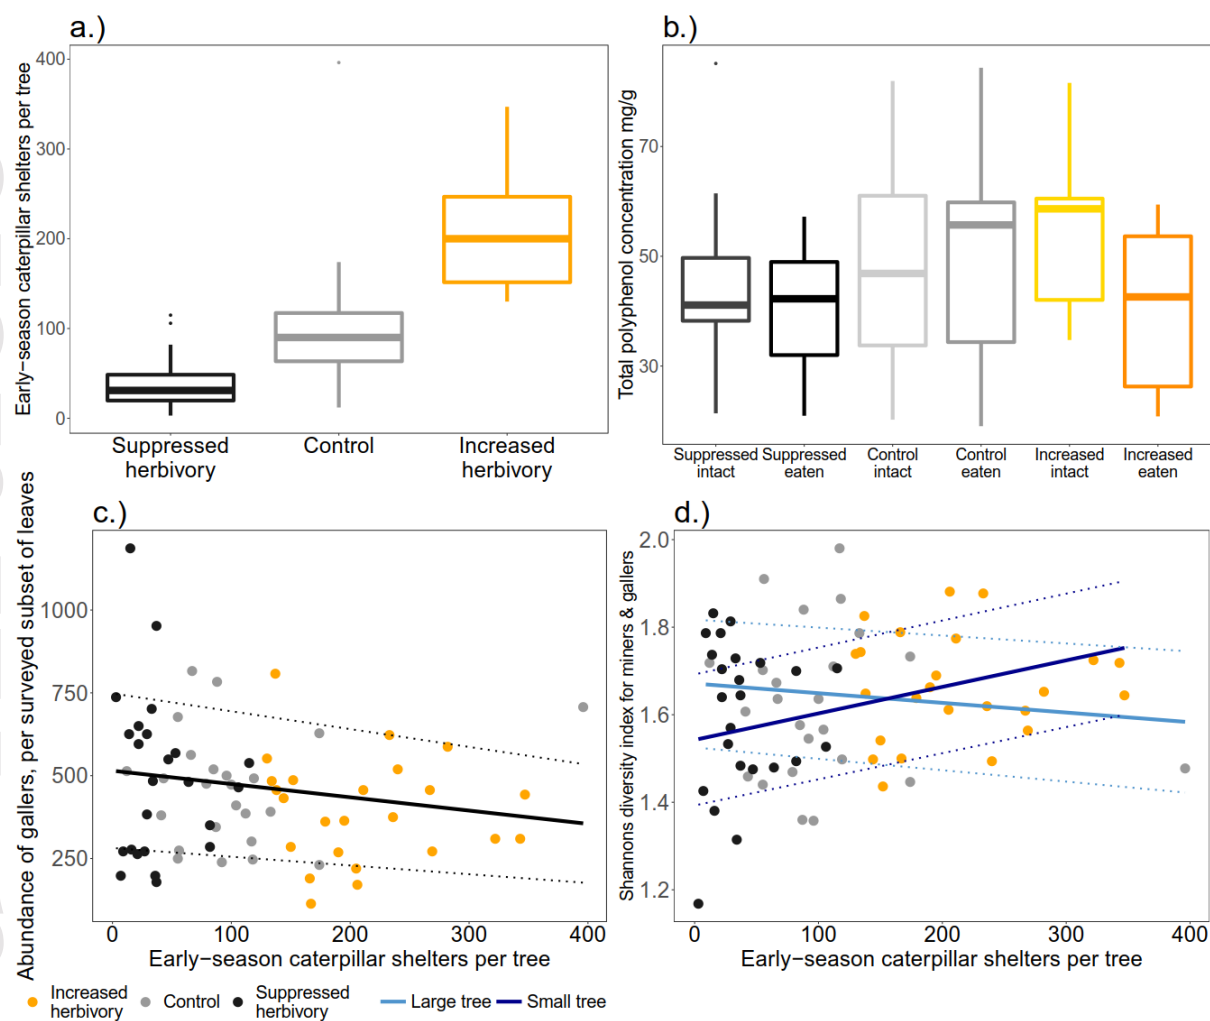 a.)
Early−season caterpillar shelters per tree
400
300
200
100
0
Suppressed
herbivory
Control
Increased
herbivory
b.)
Total polyphenol concentration mg/g
70
50
30
Suppressed
intact
Suppressed
eaten
Control
intact
Control
eaten
Increased
intact
Increased
eaten
c.)
Abundance of gallers, per surveyed subset of leaves
1000
750
500
250
0
100
200
300
400
Early−season caterpillar shelters per tree
d.)
Shannons diversity index for miners & gallers
2.0
1.8
1.6
1.4
1.2
0
100
200
300
400
Early−season caterpillar shelters per tree
Increased
herbivory
Control
Suppressed
herbivory
Large tree
Small tree